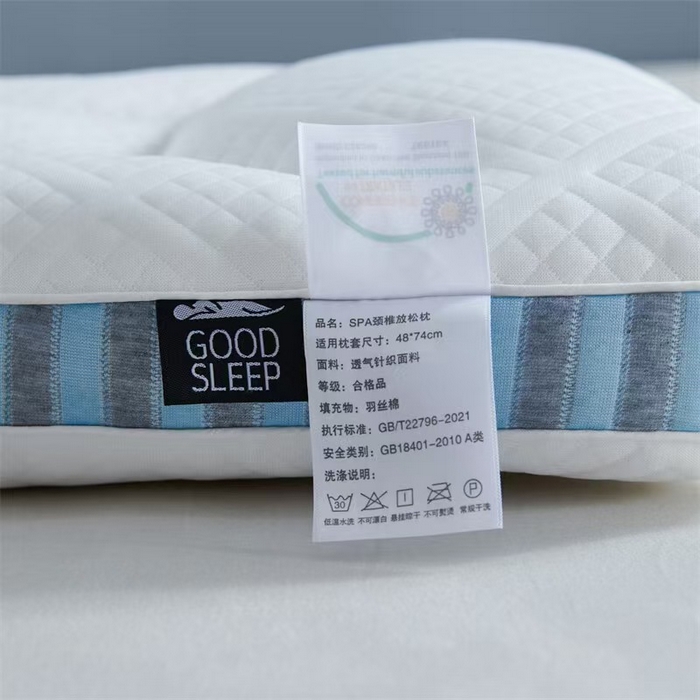 GOOD
SLEEP
品名：SPA颈椎放松枕
适用枕套尺寸：48*74cm
面料：透气针织面料
等级：合格品
填充物：羽丝棉
执行标准：GB/T22796-2021
安全类别：GB18401-2010 A类
洗涤说明：
30
P
低温水洗 不可漂白 悬挂晾干 不可熨烫 常规干洗